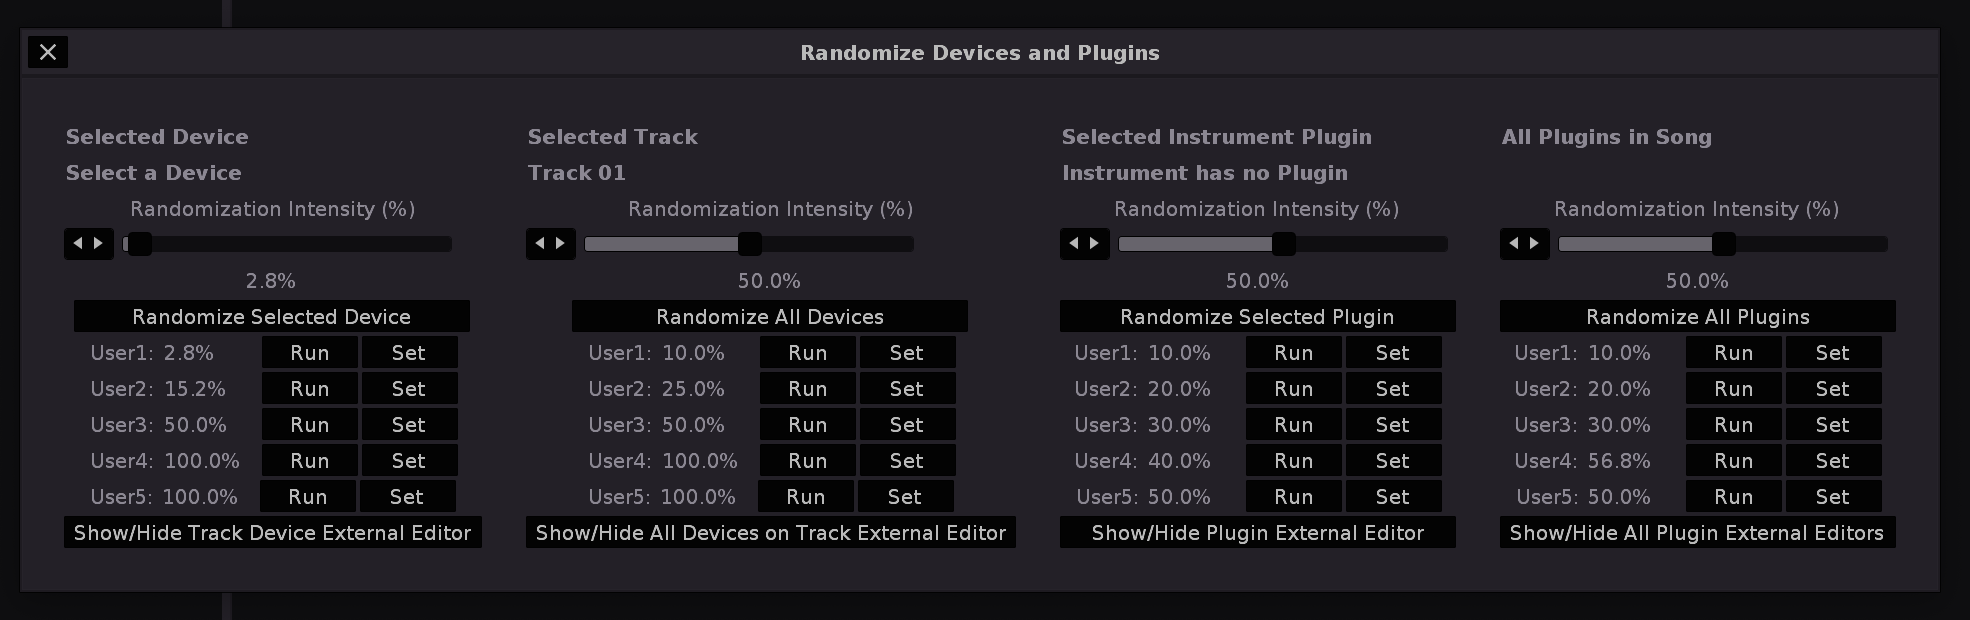 Randomize Devices and Plugins
Selected Device
Select a Device
Randomization Intensity (%)
2.8%
Randomize Selected Device
User1: 2.8% Run Set
User2: 15.2% Run Set
User3: 50.0% Run Set
User4: 100.0% Run Set
User5: 100.0% Run Set
Show/Hide Track Device External Editor
Selected Track
Track 01
Randomization Intensity (%)
50.0%
Randomize All Devices
User1: 10.0% Run Set
User2: 25.0% Run Set
User3: 50.0% Run Set
User4: 100.0% Run Set
User5: 100.0% Run Set
Show/Hide All Devices on Track External Editor
Selected Instrument Plugin
Instrument has no Plugin
Randomization Intensity (%)
50.0%
Randomize Selected Plugin
User1: 10.0% Run Set
User2: 20.0% Run Set
User3: 30.0% Run Set
User4: 40.0% Run Set
User5: 50.0% Run Set
Show/Hide Plugin External Editor
All Plugins in Song
Randomization Intensity (%)
50.0%
Randomize All Plugins
User1: 10.0% Run Set
User2: 20.0% Run Set
User3: 30.0% Run Set
User4: 56.8% Run Set
User5: 50.0% Run Set
Show/Hide All Plugin External Editors